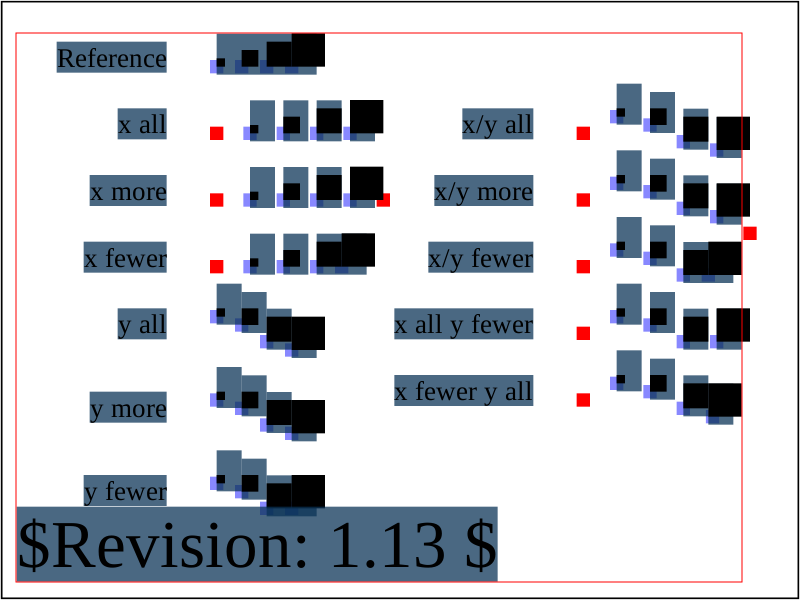 Reference
x all
x/y all
x more
x/y more
x fewer
x/y fewer
y all
x all y fewer
y more
x fewer y all
y fewer
$Revision: 1.13 $